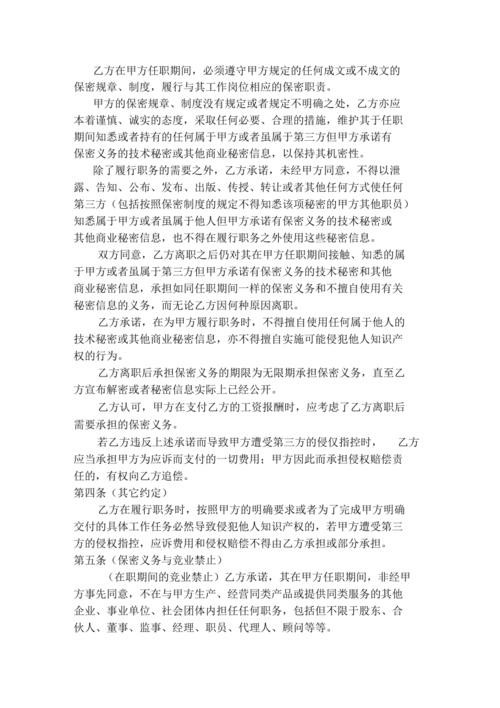 乙方在甲方任职期间，必须遵守甲方规定的任何成文或不成文的
保密规章、制度，履行与其工作岗位相应的保密职责。
甲方的保密规章、制度没有规定或者规定不明确之处，乙方亦应
本着谨慎、诚实的态度，采取任何必要、合理的措施，维护其于任职
期间知悉或者持有的任何属于甲方或者虽属于第三方但甲方承诺有
保密义务的技术秘密或其他商业秘密信息，以保持其机密性。
除了履行职务的需要之外，乙方承诺，未经甲方同意，不得以泄
露、告知、公布、发布、出版、传授、转让或者其他任何方式使任何
第三方（包括按照保密制度的规定不得知悉该项秘密的甲方其他职员）
知悉属于甲方或者虽属于他人但甲方承诺有保密义务的技术秘密或
其他商业秘密信息，也不得在履行职务之外使用这些秘密信息。
双方同意，乙方离职之后仍对其在甲方任职期间接触、知悉的属
于甲方或者虽属于第三方但甲方承诺有保密义务的技术秘密和其他
商业秘密信息，承担如同任职期间一样的保密义务和不擅自使用有关
秘密信息的义务，而无论乙方因何种原因离职。
乙方承诺，在为甲方履行职务时，不得擅自使用任何属于他人的
技术秘密或其他商业秘密信息，亦不得擅自实施可能侵犯他人知识产
权的行为。
乙方离职后承担保密义务的期限为无限期承担保密义务，直至乙
方宣布解密或者秘密信息实际上已经公开。
乙方认可，甲方在支付乙方的工资报酬时，应考虑了乙方离职后
需要承担的保密义务。
若乙方违反上述承诺而导致甲方遭受第三方的侵仅指控时， 乙方
应当承担甲方为应诉而支付的一切费用；甲方因此而承担侵权赔偿责
任的，有权向乙方追偿。
第四条（其它约定）
乙方在履行职务时，按照甲方的明确要求或者为了完成甲方明确
交付的具体工作任务必然导致侵犯他人知识产权的，若甲方遭受第三
方的侵权指控，应诉费用和侵权赔偿不得由乙方承担或部分承担。
第五条（保密义务与竞业禁止）
（在职期间的竞业禁止）乙方承诺，其在甲方任职期间，非经甲
方事先同意，不在与甲方生产、经营同类产品或提供同类服务的其他
企业、事业单位、社会团体内担任任何职务，包括但不限于股东、合
伙人、董事、监事、经理、职员、代理人、顾问等等。